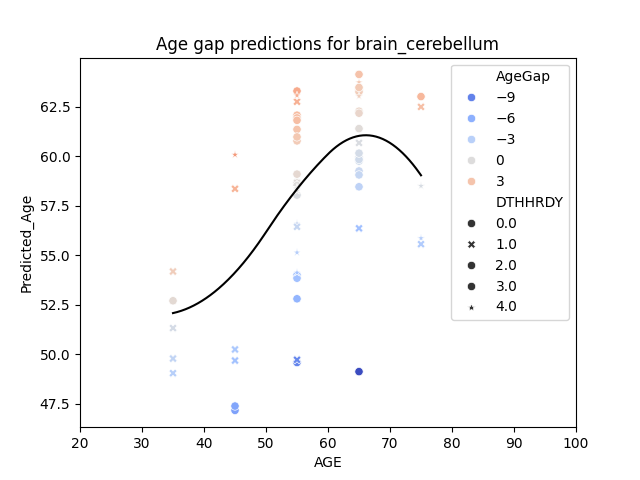 Age gap predictions for brain_cerebellum
Predicted_Age
62.5
60.0
57.5
55.0
52.5
50.0
47.5
20 30 40 50 60 70 80 90 100
AGE
AgeGap
−9
−6
−3
0
3
DTHHRDY
0.0
1.0
2.0
3.0
4.0